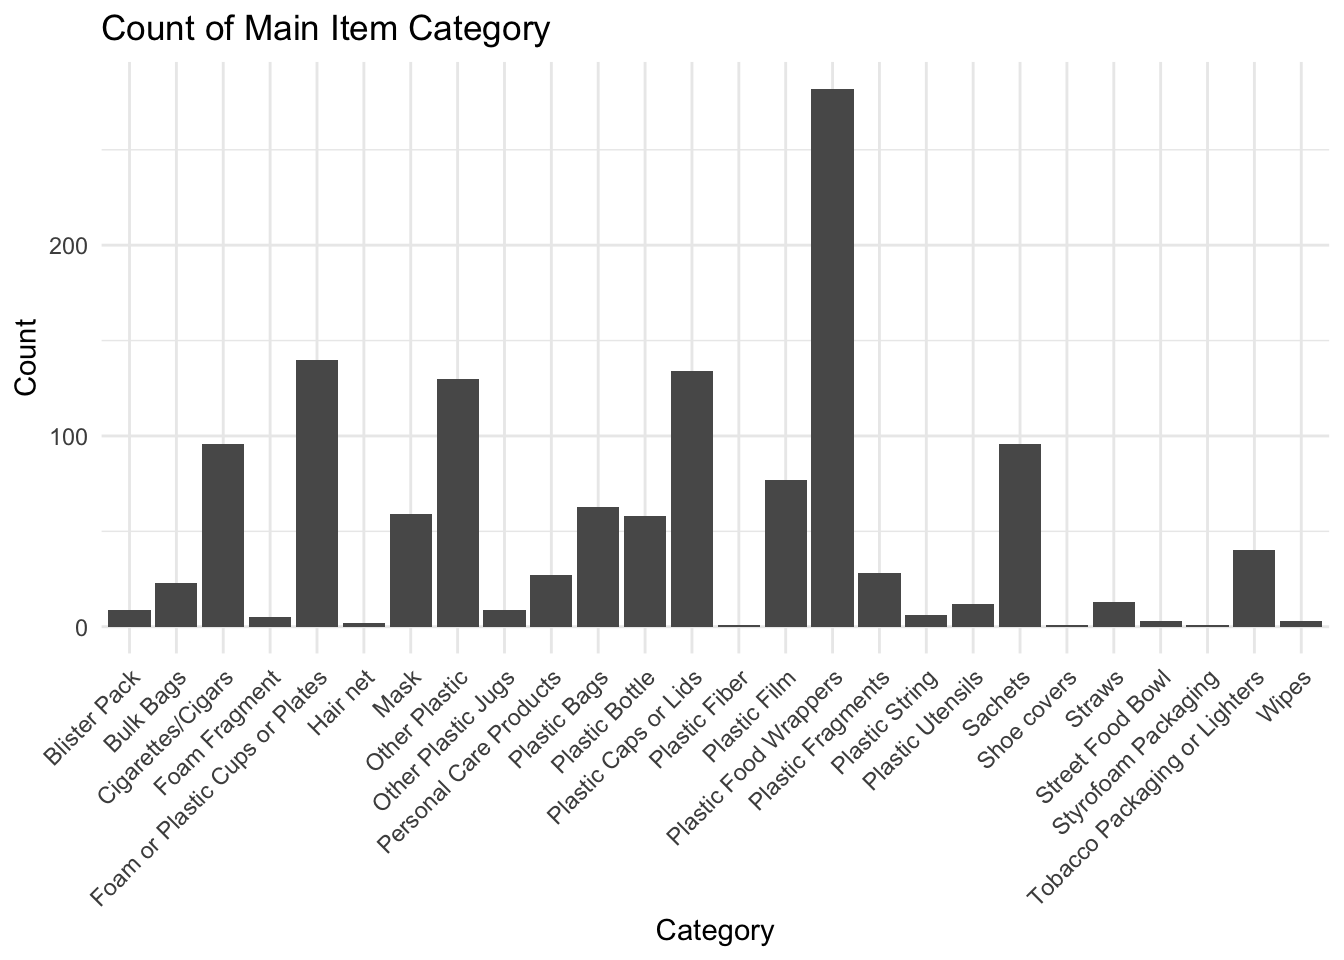 Count of Main Item Category
Count
200
100
0
Blister Pack
Bulk Bags
Cigarettes/Cigars
Foam Fragment
Foam or Plastic Cups or Plates
Hair net
Mask
Other Plastic
Other Plastic Jugs
Personal Care Products
Plastic Bags
Plastic Bottle
Plastic Caps or Lids
Plastic Fiber
Plastic Film
Plastic Food Wrappers
Plastic Fragments
Plastic String
Plastic Utensils
Sachets
Shoe covers
Straws
Street Food Bowl
Styrofoam Packaging
Tobacco Packaging or Lighters
Wipes
Category